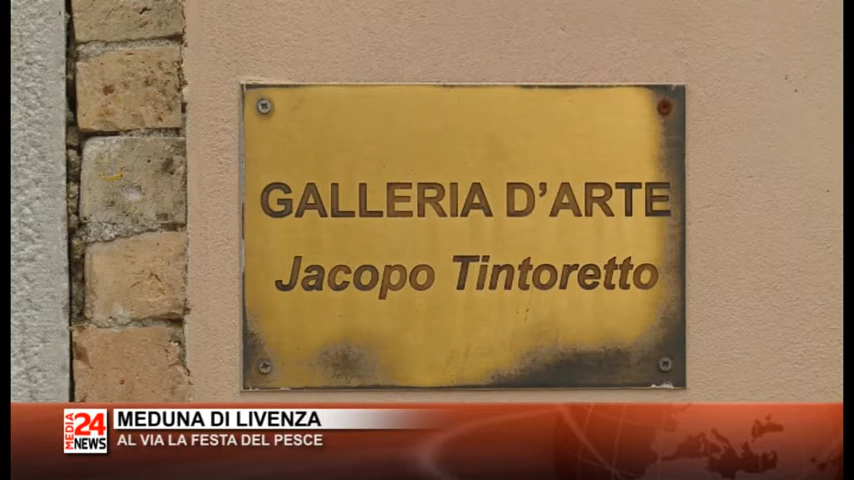 GALLERIA D'ARTE
Jacopo Tintoretto
MEDIA 24 NEWS
MEDUNA DI LIVENZA
AL VIA LA FESTA DEL PESCE